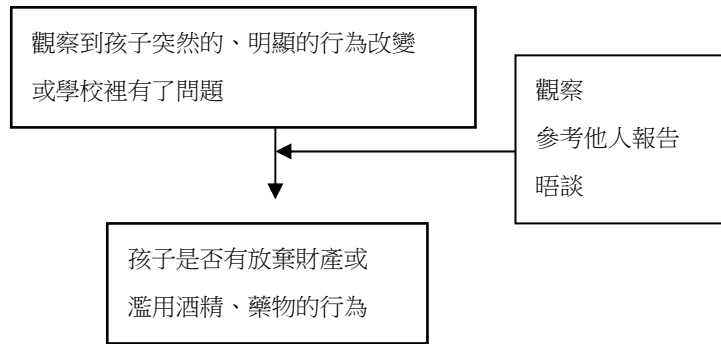 觀察到孩子突然的、明顯的行為改變
或學校裡有了問題
觀察
參考他人報告
晤談
孩子是否有放棄財產或
濫用酒精、藥物的行為